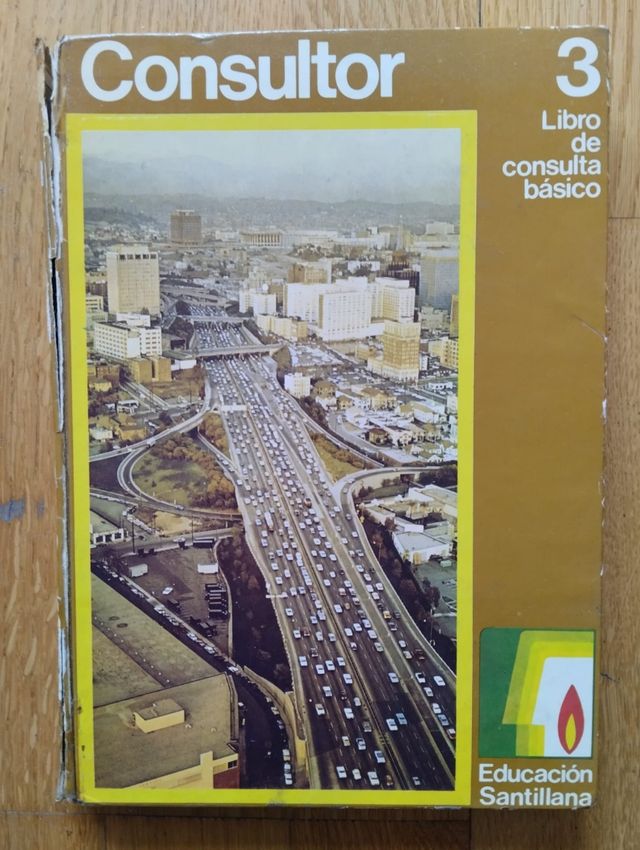 Consultor
3
Libro
de
consulta
básico
Educación
Santillana